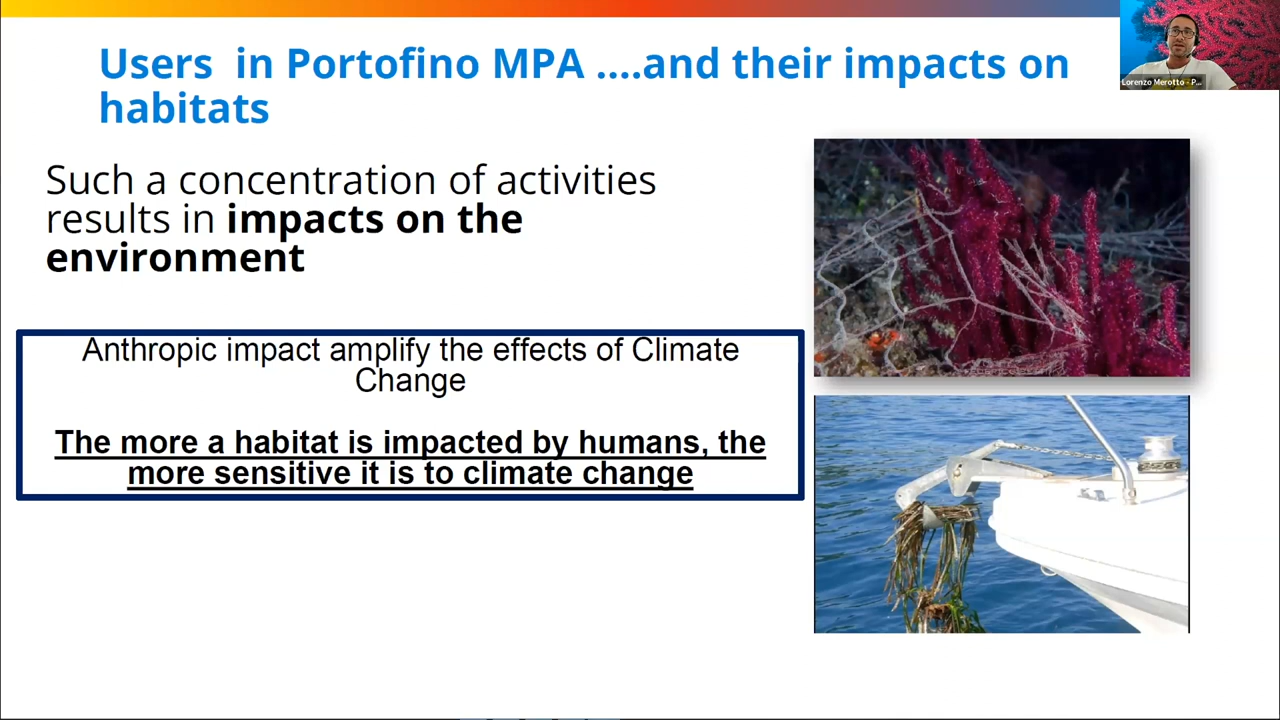 Users in Portofino MPA ....and their impacts on
habitats
Lorenzo Merotto - P...
Such a concentration of activities
results in impacts on the
environment
Anthropic impact amplify the effects of Climate
Change
The more a habitat is impacted by humans, the
more sensitive it is to climate change